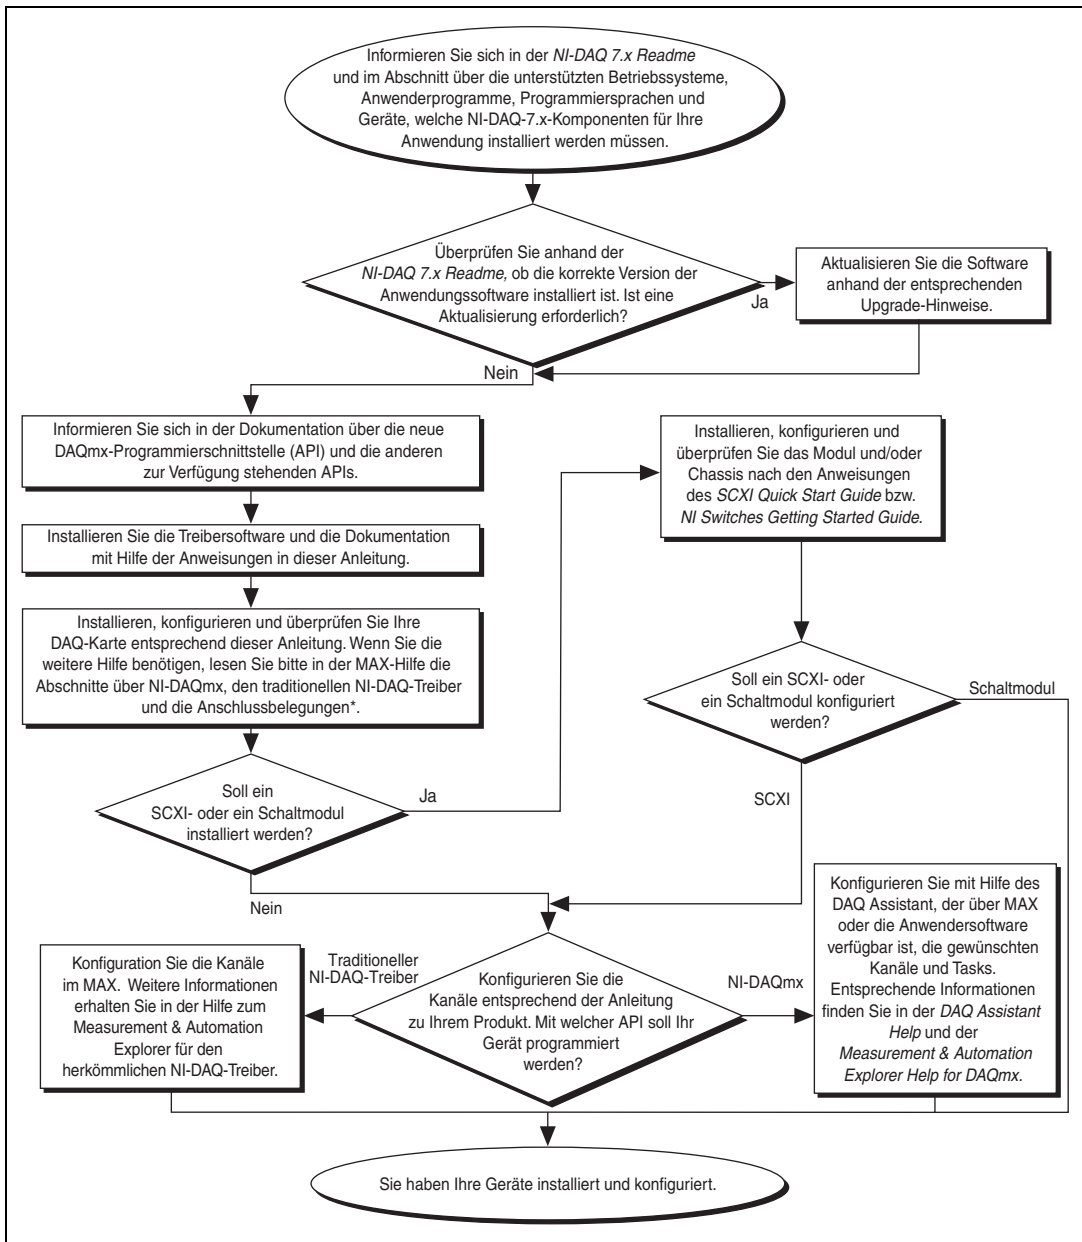 Informieren Sie sich in der NI-DAQ 7.x Readme
und im Abschnitt über die unterstützten Betriebssysteme,
Anwenderprogramme, Programmiersprachen und
Geräte, welche NI-DAQ-7.x-Komponenten für Ihre
Anwendung installiert werden müssen.
Überprüfen Sie anhand der
NI-DAQ 7.x Readme, ob die korrekte Version der
Anwendungssoftware installiert ist. Ist eine
Aktualisierung erforderlich?
Ja
Aktualisieren Sie die Software
anhand der entsprechenden
Upgrade-Hinweise.
Nein
Informieren Sie sich in der Dokumentation über die neue
DAQmx-Programmierschnittstelle (API) und die anderen
zur Verfügung stehenden APIs.
Installieren Sie die Treibersoftware und die Dokumentation
mit Hilfe der Anweisungen in dieser Anleitung.
Installieren, konfigurieren und überprüfen Sie Ihre
DAQ-Karte entsprechend dieser Anleitung. Wenn Sie die
weitere Hilfe benötigen, lesen Sie bitte in der MAX-Hilfe die
Abschnitte über NI-DAQmx, den traditionellen NI-DAQ-Treiber
und die Anschlussbelegungen*.
Soll ein
SCXI- oder ein Schaltmodul
installiert werden?
Ja
Installieren, konfigurieren und
überprüfen Sie das Modul und/oder
Chassis nach den Anweisungen
des SCXI Quick Start Guide bzw.
NI Switches Getting Started Guide.
Soll ein SCXI- oder
ein Schaltmodul konfiguriert
werden?
Schaltmodul
SCXI
Nein
Konfigurieren Sie die
Kanäle entsprechend der Anleitung
zu Ihrem Produkt. Mit welcher API soll Ihr
Gerät programmiert
werden?
Traditioneller
NI-DAQ-Treiber
Konfiguration Sie die Kanäle
im MAX. Weitere Informationen
erhalten Sie in der Hilfe zum
Measurement & Automation
Explorer für den
herkömmlichen NI-DAQ-Treiber.
NI-DAQmx
Konfigurieren Sie mit Hilfe des
DAQ Assistant, der über MAX
oder die Anwendersoftware
verfügbar ist, die gewünschten
Kanäle und Tasks.
Entsprechende Informationen
finden Sie in der DAQ Assistant
Help und der
Measurement & Automation
Explorer Help for DAQmx.
Sie haben Ihre Geräte installiert und konfiguriert.